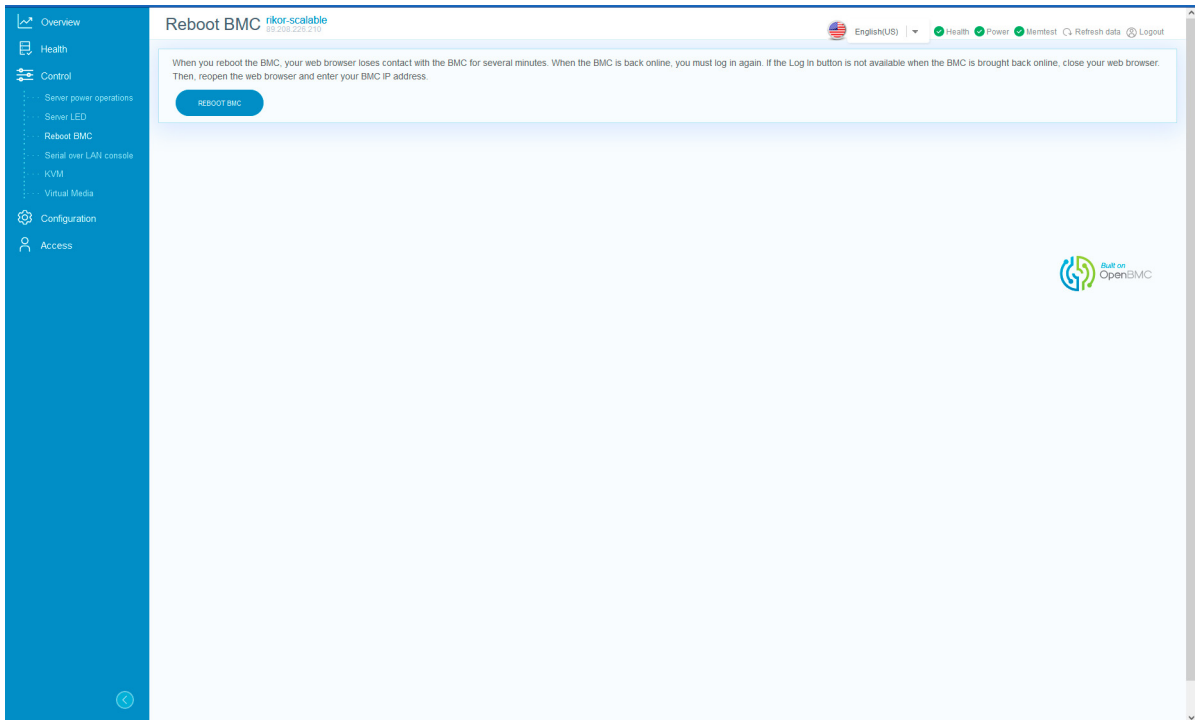 Overview
Health
Control
Server power operations
Server LED
Reboot BMC
Serial over LAN console
KVM
Virtual Media
Configuration
Access
Reboot BMC
rikor-scalable
89.208.226.210
English(US)
Health
Power
Memtest
Refresh data
Logout
When you reboot the BMC, your web browser loses contact with the BMC for several minutes. When the BMC is back online, you must log in again. If the Log In button is not available when the BMC is brought back online, close your web browser.
Then, reopen the web browser and enter your BMC IP address.
REBOOT BMC
Built on
OpenBMC